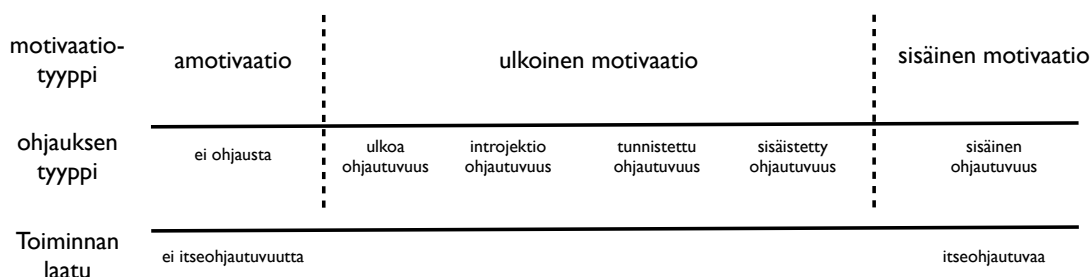 motivaatio-
tyyppi
amotivaatio
ulkoinen motivaatio
sisäinen motivaatio
ohjauksen
tyyppi
ei ohjausta
ulkoa
ohjautuvuus
introjektio
ohjautuvuus
tunnistettu
ohjautuvuus
sisäistetty
ohjautuvuus
sisäinen
ohjautuvuus
Toiminnan
laatu
ei itseohjautuvuutta
itseohjautuvaa